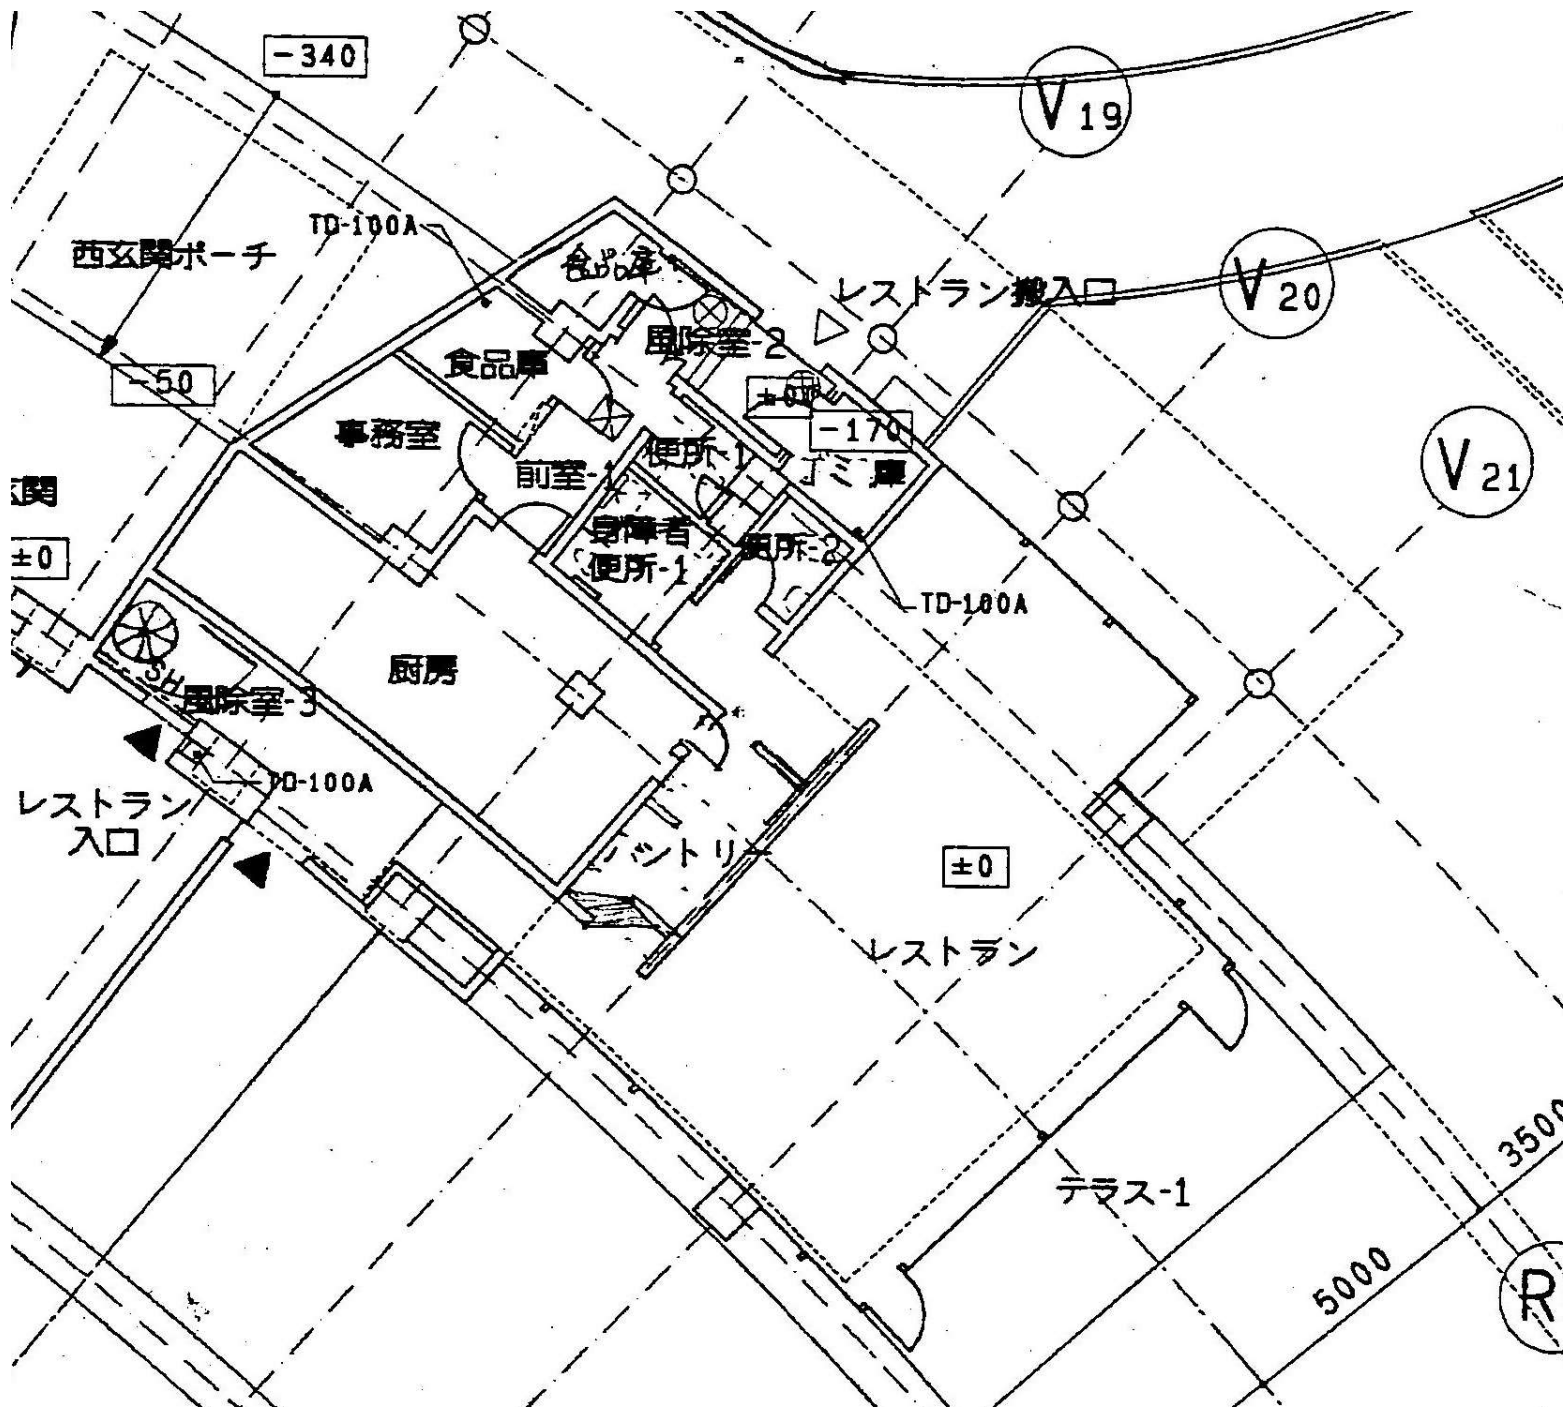 -340
V19
TD-100A
西玄関ポーチ
食品庫
レストラン搬入口
V20
風除室-2
食品庫
-50
±0
-170
事務室
便所-1
前室-1
ゴミ庫
V21
玄関
身障者
便所-1
便所-2
±0
TD-100A
厨房
SH
風除室-3
TD-100A
レストラン
入口
パントリー
±0
レストラン
3500
テラス-1
5000
R